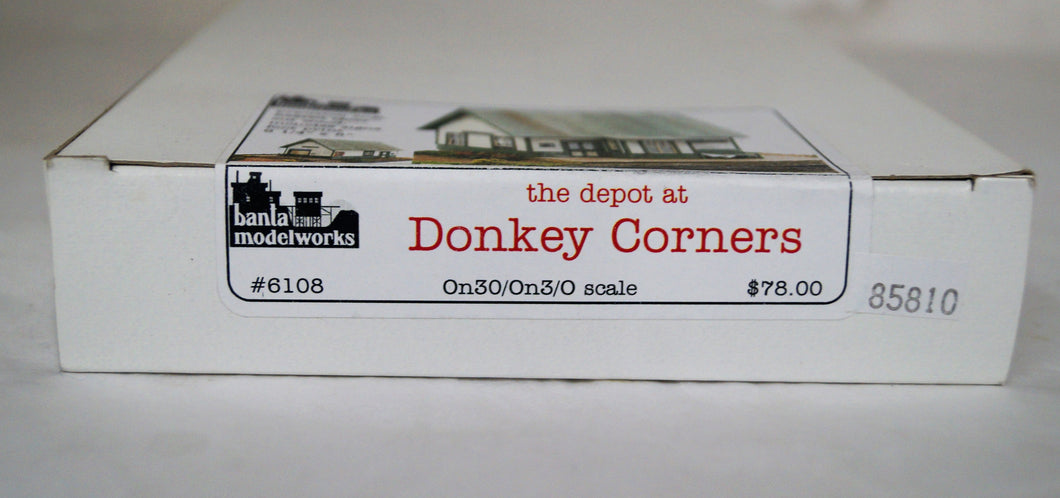 banta
modelworks
the depot at
Donkey Corners
#6108
On30/On3/O scale
$78.00
85810